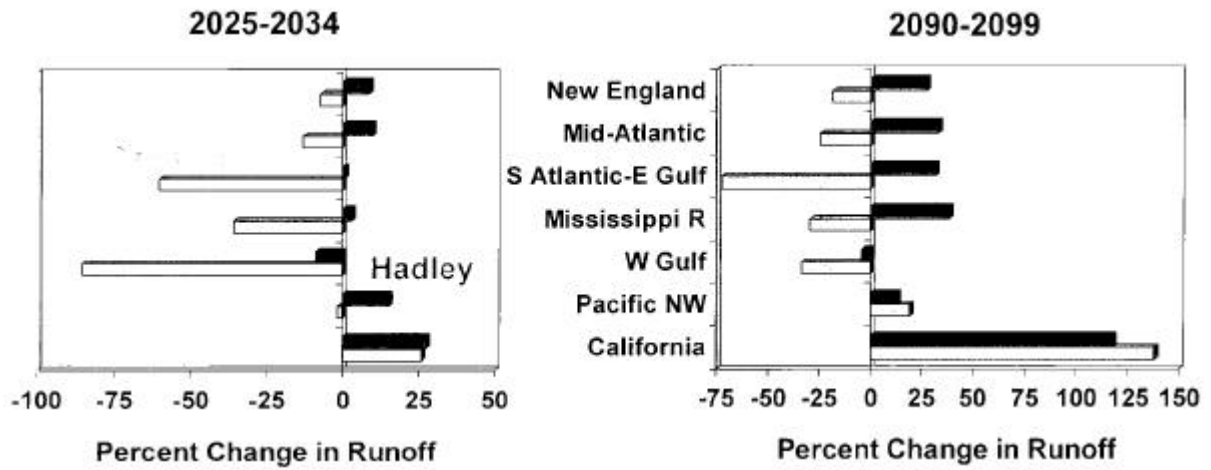 2025-2034
2090-2099
New England
Mid-Atlantic
S Atlantic-E Gulf
Mississippi R
W Gulf
Hadley
Pacific NW
California
-100 -75 -50 -25 0 25 50
-75 -50 -25 0 25 50 75 100 125 150
Percent Change in Runoff
Percent Change in Runoff